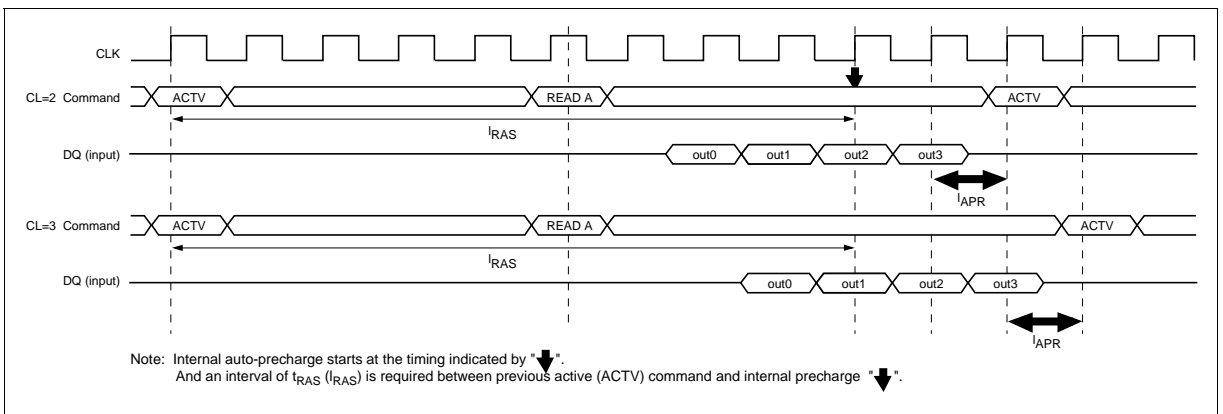 CLK
CL=2 Command ACTV READ A ACTV
lRAS
DQ (input) out0 out1 out2 out3
lAPR
CL=3 Command ACTV READ A ACTV
lRAS
DQ (input) out0 out1 out2 out3
lAPR
Note: Internal auto-precharge starts at the timing indicated by " ".
And an interval of tRAS (lRAS) is required between previous active (ACTV) command and internal precharge " ".